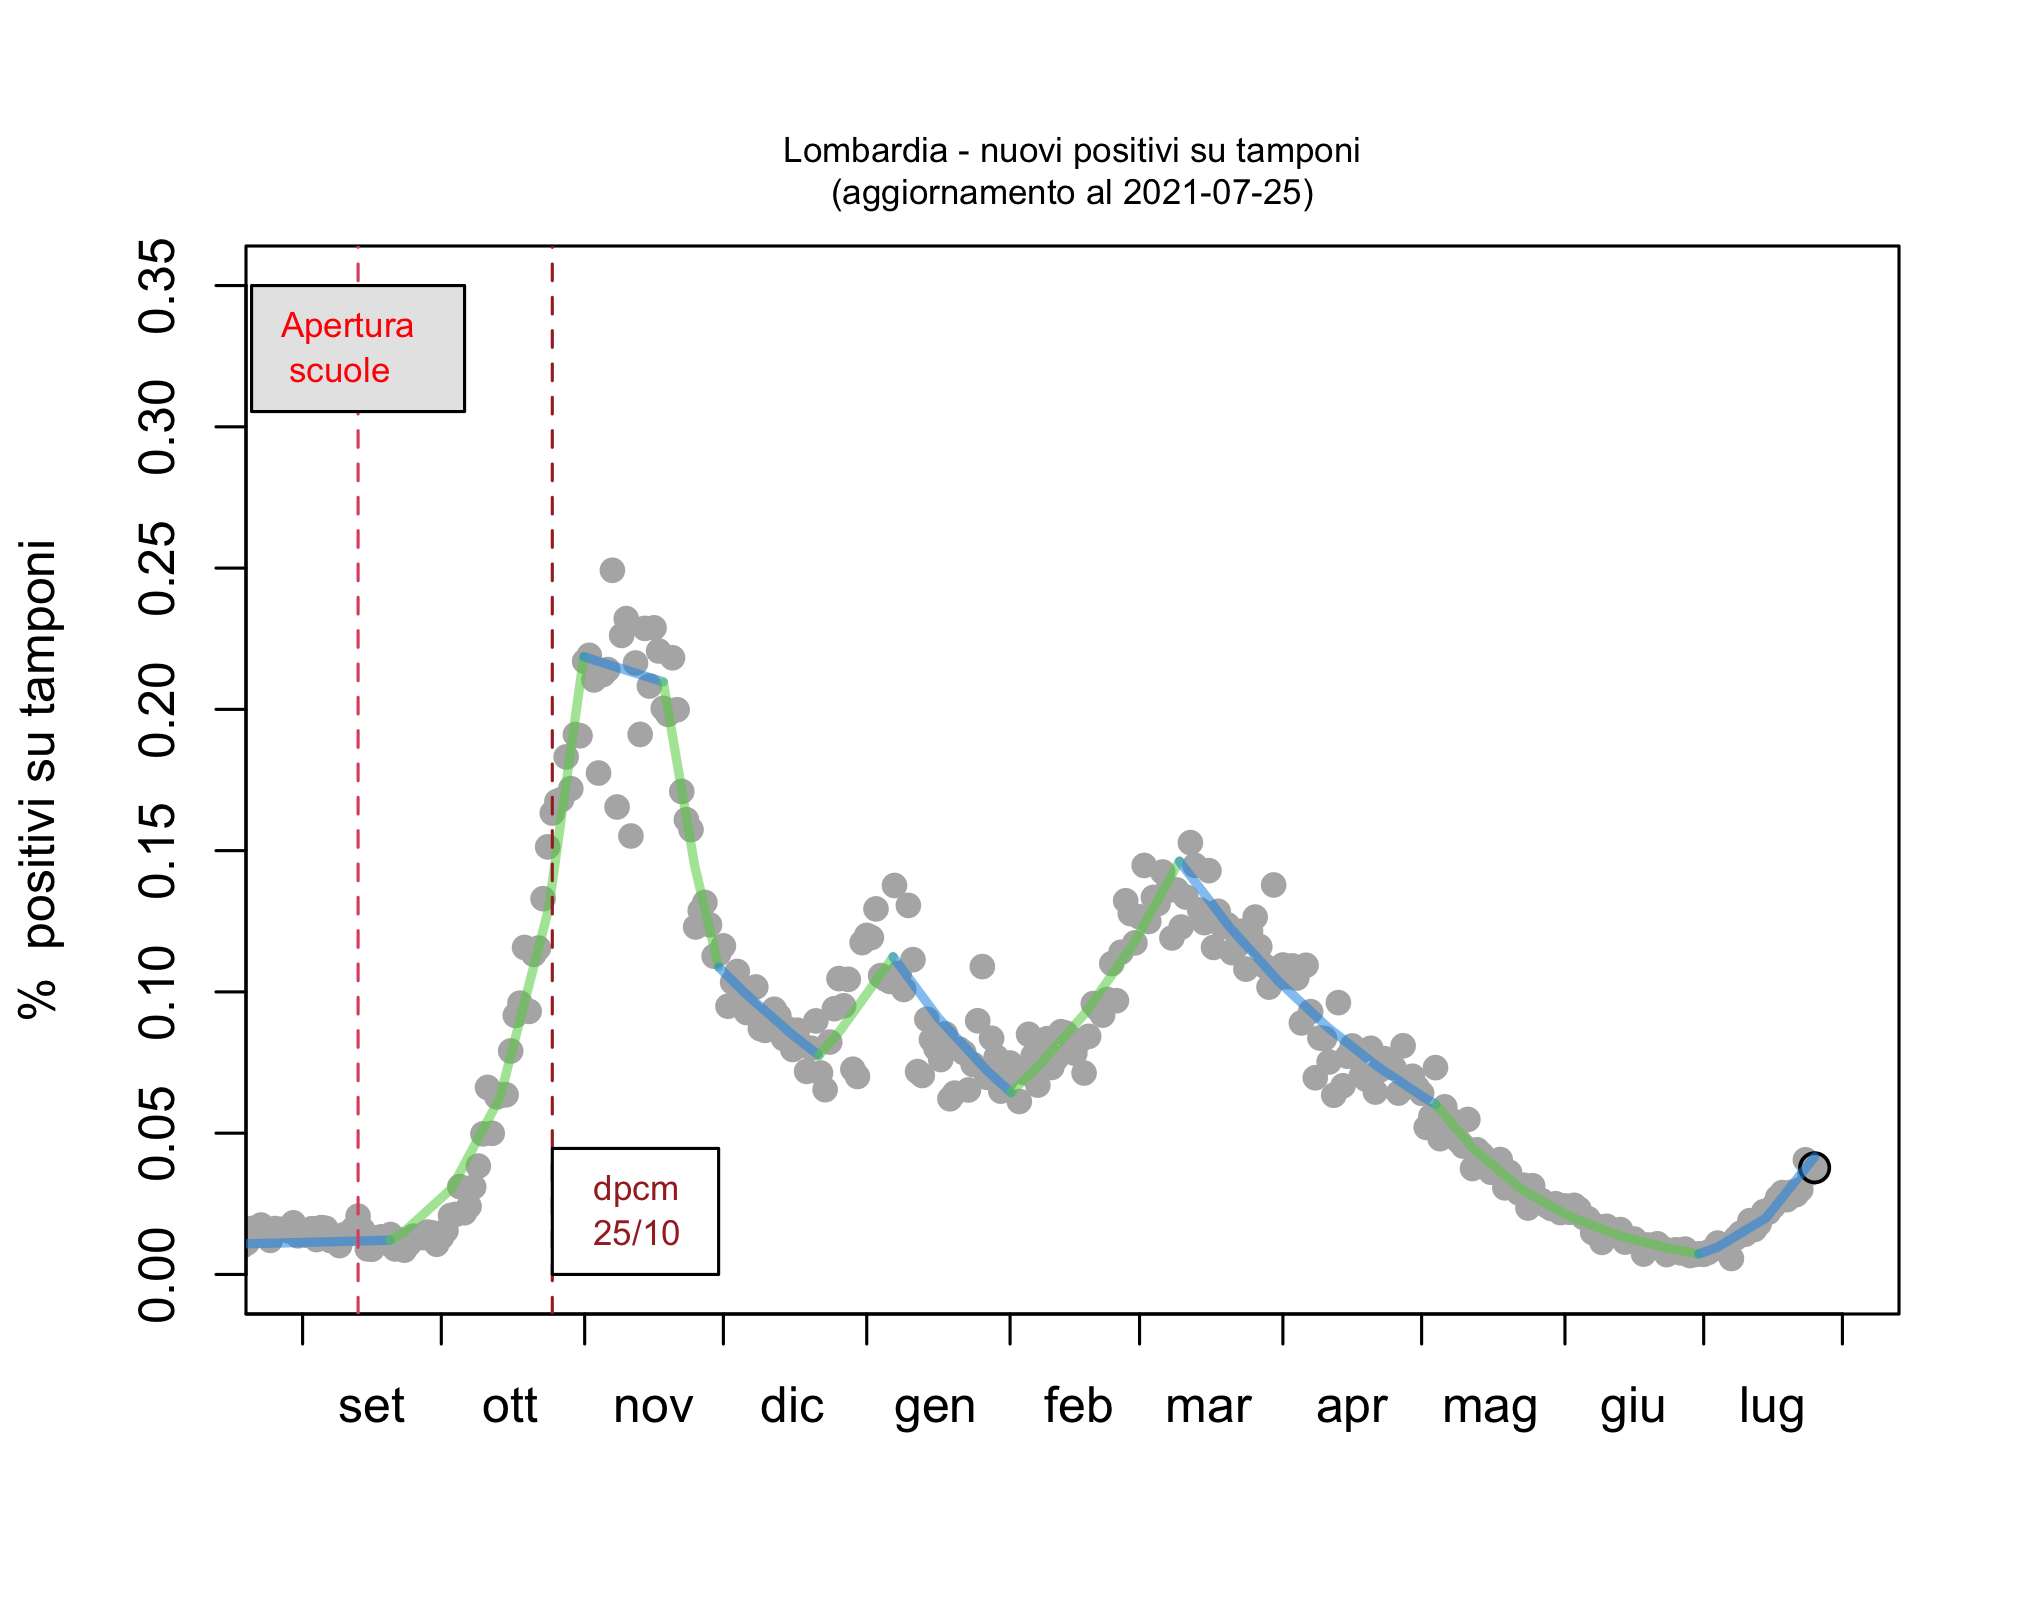 Lombardia - nuovi positivi su tamponi
(aggiornamento al 2021-07-25)
% positivi su tamponi
0.35
0.30
0.25
0.20
0.15
0.10
0.05
0.00
Apertura
scuole
dpcm
25/10
set ott nov dic gen feb mar apr mag giu lug